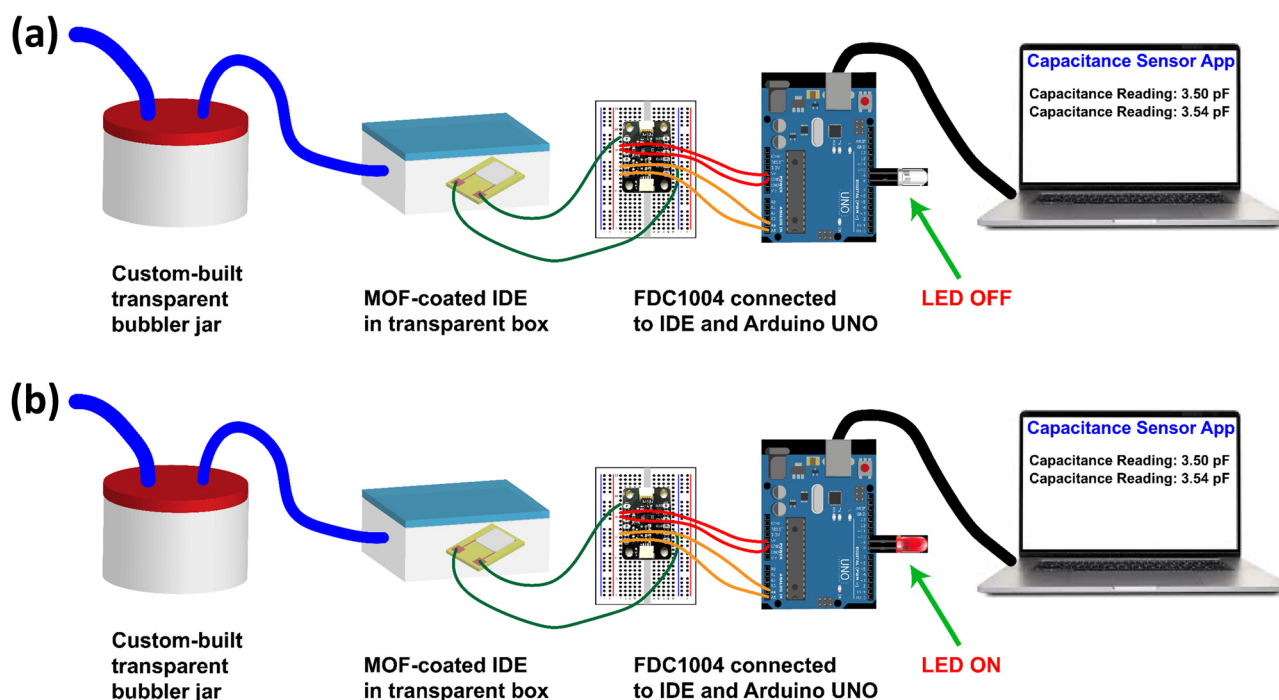 (a)
Capacitance Sensor App
Capacitance Reading: 3.50 pF
Capacitance Reading: 3.54 pF
UNO
LED OFF
Custom-built
transparent
bubbler jar
MOF-coated IDE
in transparent box
FDC1004 connected
to IDE and Arduino UNO
(b)
Capacitance Sensor App
Capacitance Reading: 3.50 pF
Capacitance Reading: 3.54 pF
UNO
LED ON
Custom-built
transparent
bubbler jar
MOF-coated IDE
in transparent box
FDC1004 connected
to IDE and Arduino UNO